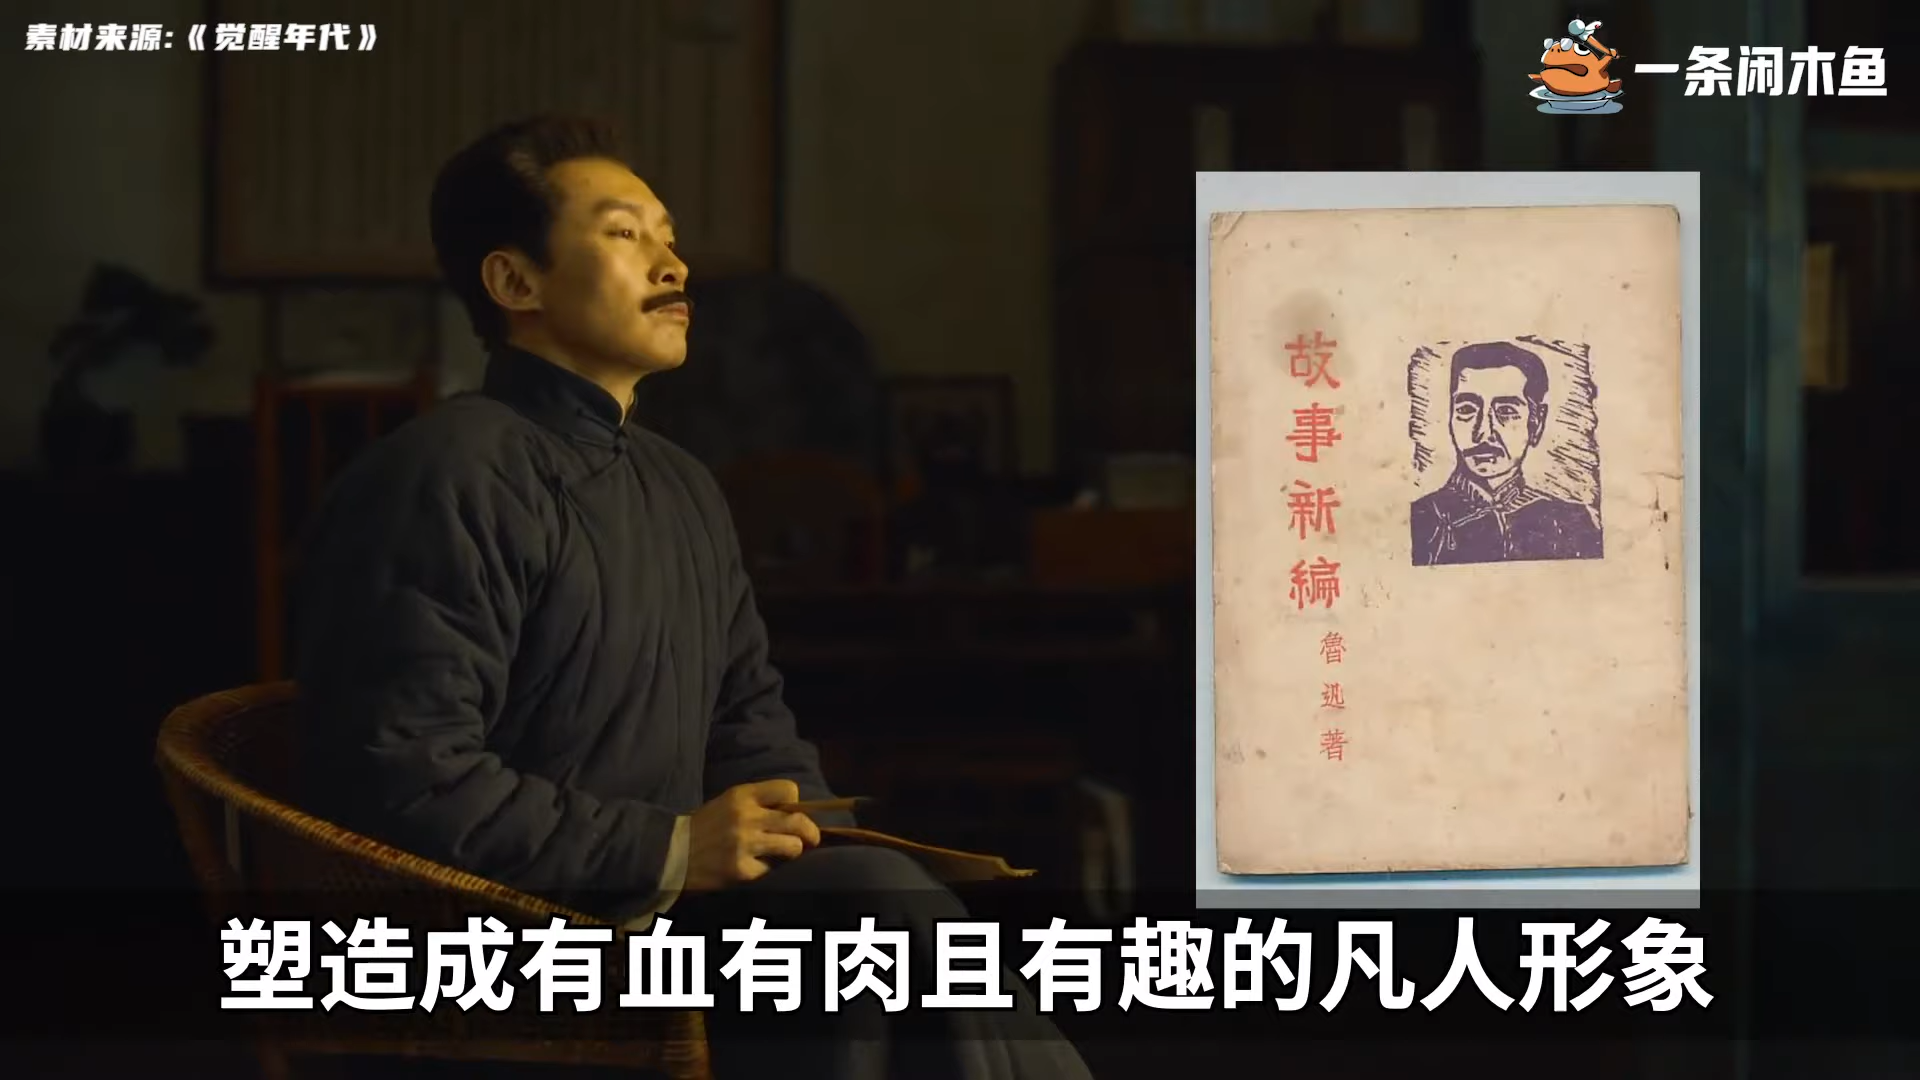 素材来源:《觉醒年代》
一条闲木鱼
故事新編
魯迅著
塑造成有血有肉且有趣的凡人形象